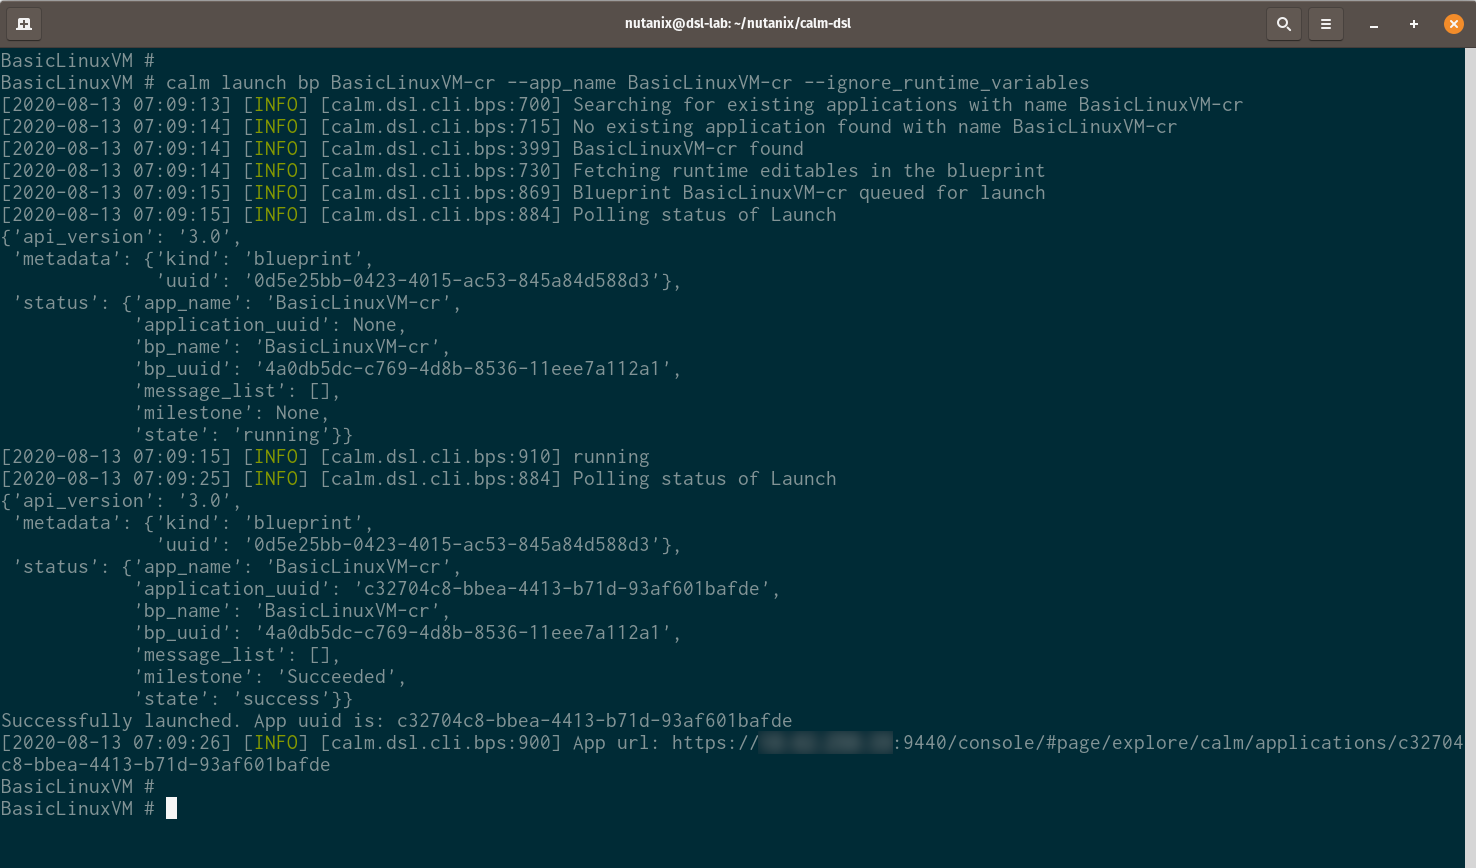 nutanix@dsl-lab: ~/nutanix/calm-dsl
BasicLinuxVM #
BasicLinuxVM # calm launch bp BasicLinuxVM-cr --app_name BasicLinuxVM-cr --ignore_runtime_variables
[2020-08-13 07:09:13] [INFO] [calm.dsl.cli.bps:700] Searching for existing applications with name BasicLinuxVM-cr
[2020-08-13 07:09:14] [INFO] [calm.dsl.cli.bps:715] No existing application found with name BasicLinuxVM-cr
[2020-08-13 07:09:14] [INFO] [calm.dsl.cli.bps:399] BasicLinuxVM-cr found
[2020-08-13 07:09:14] [INFO] [calm.dsl.cli.bps:730] Fetching runtime editables in the blueprint
[2020-08-13 07:09:15] [INFO] [calm.dsl.cli.bps:869] Blueprint BasicLinuxVM-cr queued for launch
[2020-08-13 07:09:15] [INFO] [calm.dsl.cli.bps:884] Polling status of Launch
{'api_version': '3.0',
 'metadata': {'kind': 'blueprint',
              'uuid': '0d5e25bb-0423-4015-ac53-845a84d588d3'},
 'status': {'app_name': 'BasicLinuxVM-cr',
            'application_uuid': None,
            'bp_name': 'BasicLinuxVM-cr',
            'bp_uuid': '4a0db5dc-c769-4d8b-8536-11eee7a112a1',
            'message_list': [],
            'milestone': None,
            'state': 'running'}}
[2020-08-13 07:09:15] [INFO] [calm.dsl.cli.bps:910] running
[2020-08-13 07:09:25] [INFO] [calm.dsl.cli.bps:884] Polling status of Launch
{'api_version': '3.0',
 'metadata': {'kind': 'blueprint',
              'uuid': '0d5e25bb-0423-4015-ac53-845a84d588d3'},
 'status': {'app_name': 'BasicLinuxVM-cr',
            'application_uuid': 'c32704c8-bbea-4413-b71d-93af601bafde',
            'bp_name': 'BasicLinuxVM-cr',
            'bp_uuid': '4a0db5dc-c769-4d8b-8536-11eee7a112a1',
            'message_list': [],
            'milestone': 'Succeeded',
            'state': 'success'}}
Successfully launched. App uuid is: c32704c8-bbea-4413-b71d-93af601bafde
[2020-08-13 07:09:26] [INFO] [calm.dsl.cli.bps:900] App url: https:// :9440/console/#page/explore/calm/applications/c32704
c8-bbea-4413-b71d-93af601bafde
BasicLinuxVM #
BasicLinuxVM #